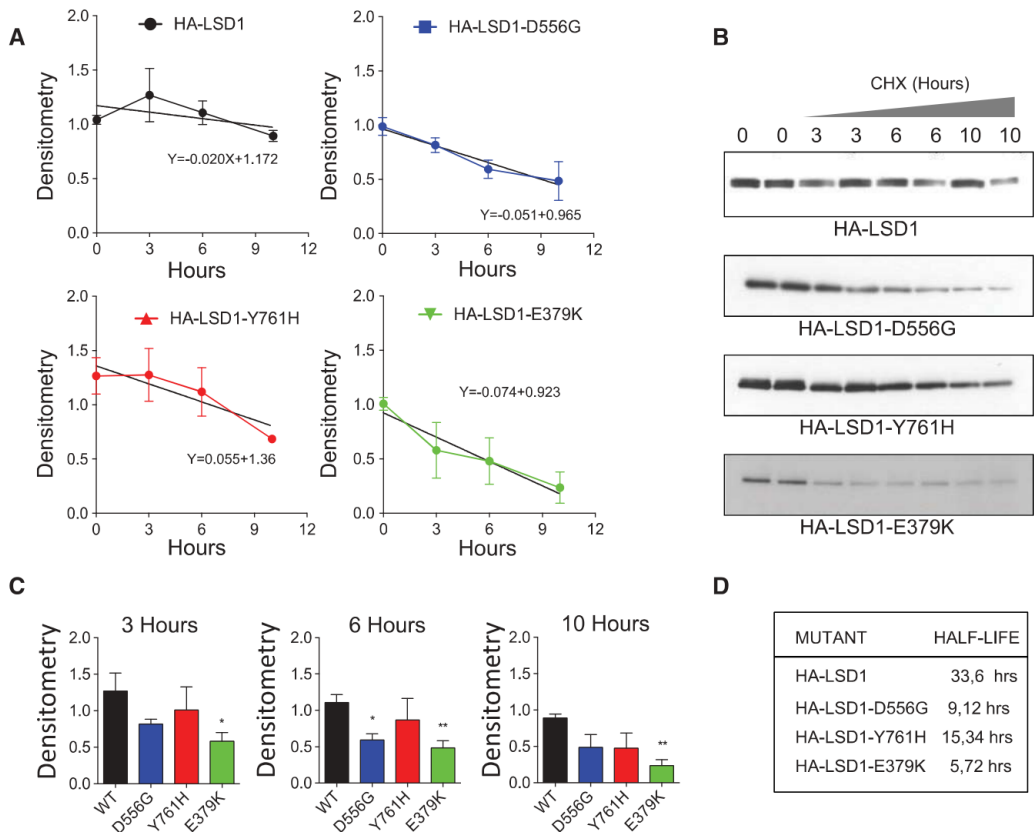 A
HA-LSD1
Densitometry
2.0
1.5
1.0
0.5
0.0
Y=-0.020X+1.172
0 3 6 9 12
Hours
HA-LSD1-D556G
Densitometry
2.0
1.5
1.0
0.5
0.0
Y=-0.051+0.965
0 3 6 9 12
Hours
HA-LSD1-Y761H
Densitometry
2.0
1.5
1.0
0.5
0.0
Y=0.055+1.36
0 3 6 9 12
Hours
HA-LSD1-E379K
Densitometry
2.0
1.5
1.0
0.5
0.0
Y=-0.074+0.923
0 3 6 9 12
Hours
B
CHX (Hours)
0 0 3 3 6 6 10 10
HA-LSD1
HA-LSD1-D556G
HA-LSD1-Y761H
HA-LSD1-E379K
C
3 Hours
Densitometry
2.0
1.5
1.0
0.5
0.0
*
WT D556G Y761H E379K
6 Hours
Densitometry
2.0
1.5
1.0
0.5
0.0
* **
WT D556G Y761H E379K
10 Hours
Densitometry
2.0
1.5
1.0
0.5
0.0
**
WT D556G Y761H E379K
D
MUTANT HALF-LIFE
HA-LSD1 33,6 hrs
HA-LSD1-D556G 9,12 hrs
HA-LSD1-Y761H 15,34 hrs
HA-LSD1-E379K 5,72 hrs